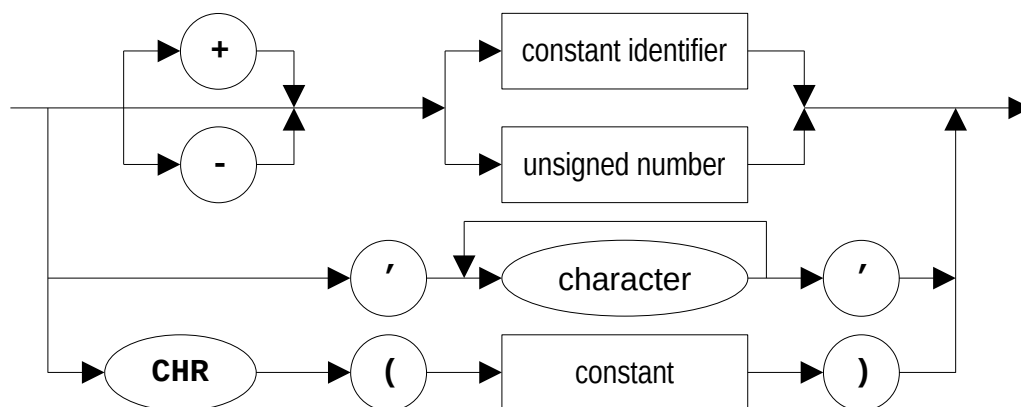 +
constant identifier
-
unsigned number
′ character ′
CHR ( constant )